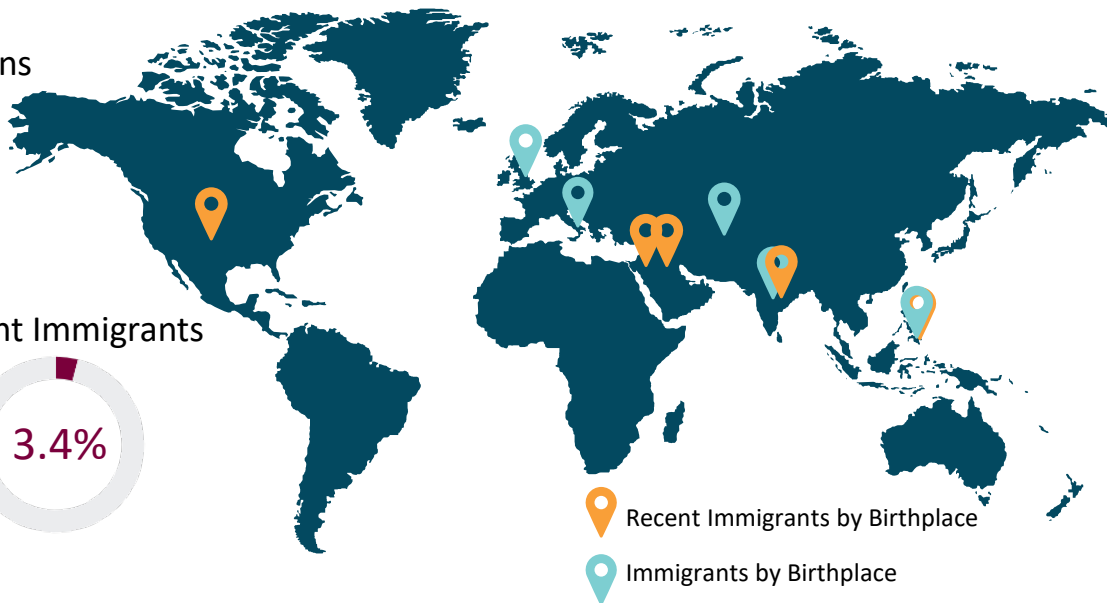 ns
nt Immigrants
3.4%
Recent Immigrants by Birthplace
Immigrants by Birthplace